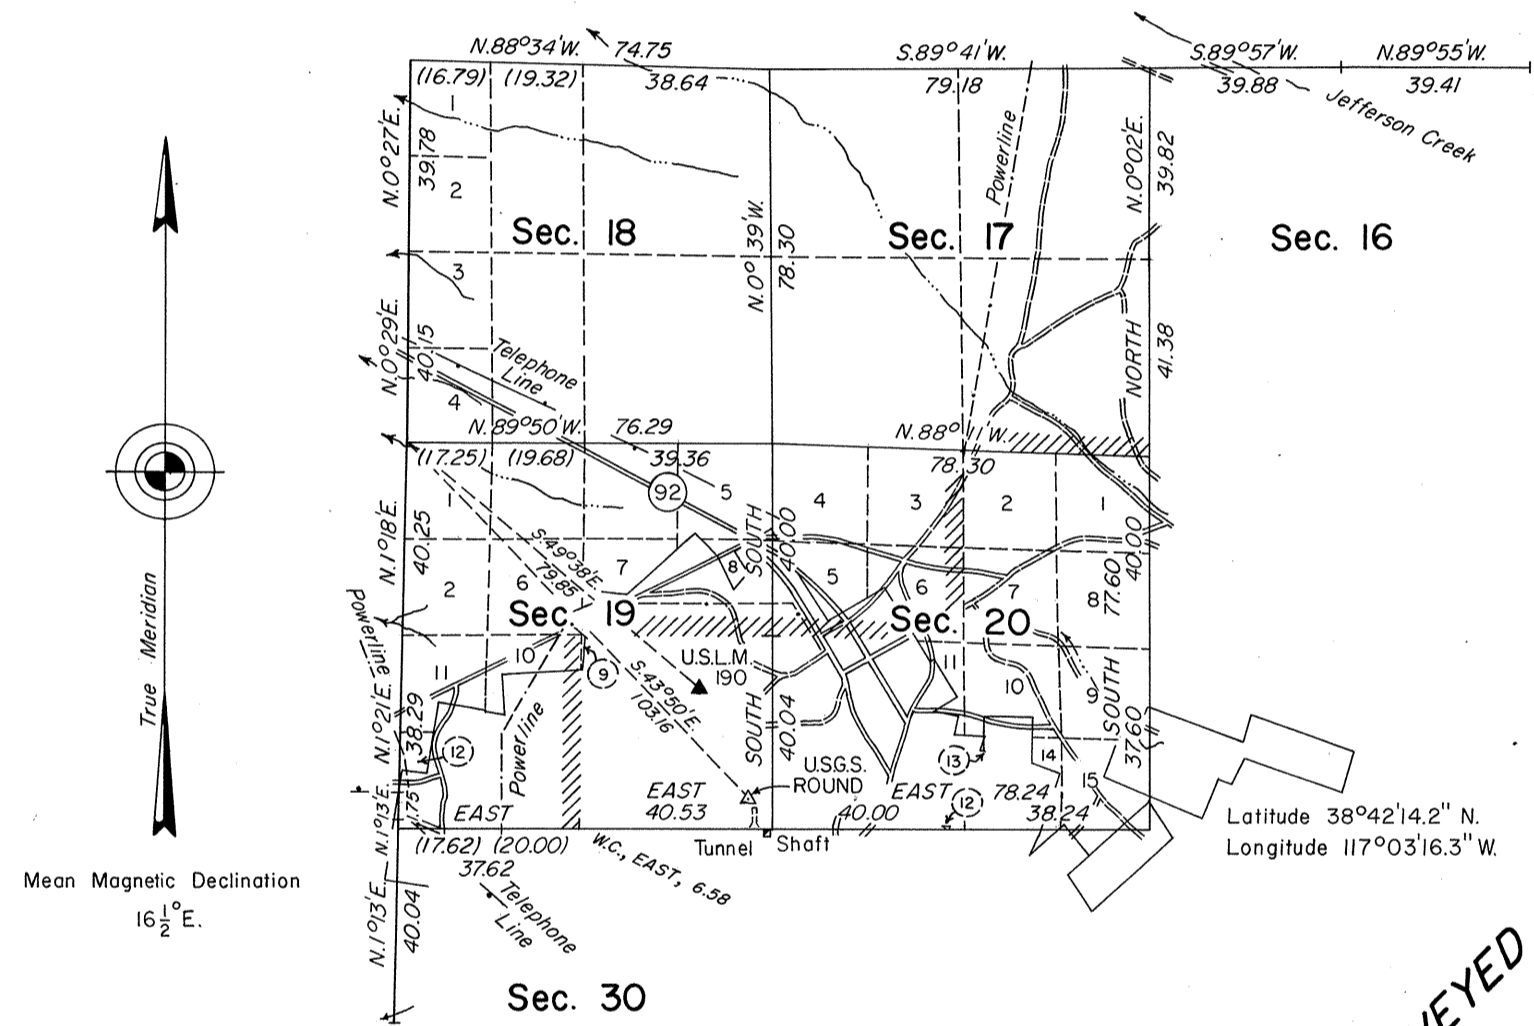 N.88°34'W. 74.75 S.89°41'W. S.89°57'W. N.89°55'W.
(16.79) (19.32) 38.64 79.18 39.88 39.41
Jefferson Creek
1
N.0°27'E.
39.78
2
Powerline
N.0°02'E.
39.82
Sec. 18
Sec. 17
Sec. 16
N.0°39'W.
78.30
3
N.0°29'E.
40.15
Telephone
Line
4
NORTH
41.38
N.89°50'W. 76.29
N.88° W.
(17.25) (19.68) 39.36
78.30
92
1
5
4
3
2
1
N.1°18'E.
40.25
S.49°38'E.
79.85
SOUTH
40.00
2
6
7
8
5
6
7
8
77.60
40.00
Sec. 19
Sec. 20
Powerline
True Meridian
11
10
9
U.S.L.M.
190
S.43°50'E.
103.16
11
10
9
SOUTH
40.04
SOUTH
37.60
N.1°21'E.
38.29
12
Powerline
U.S.G.S.
ROUND
13
14
15
N.1°13'E.
1.75
EAST
EAST
40.53
EAST
40.00
12
78.24
38.24
(17.62) (20.00)
37.62
W.C., EAST, 6.58
Tunnel Shaft
Latitude 38°42'14.2" N.
Longitude 117°03'16.3" W.
Mean Magnetic Declination
16 1/2° E.
N.1°13'E.
40.04
Telephone
Line
Sec. 30
EYED